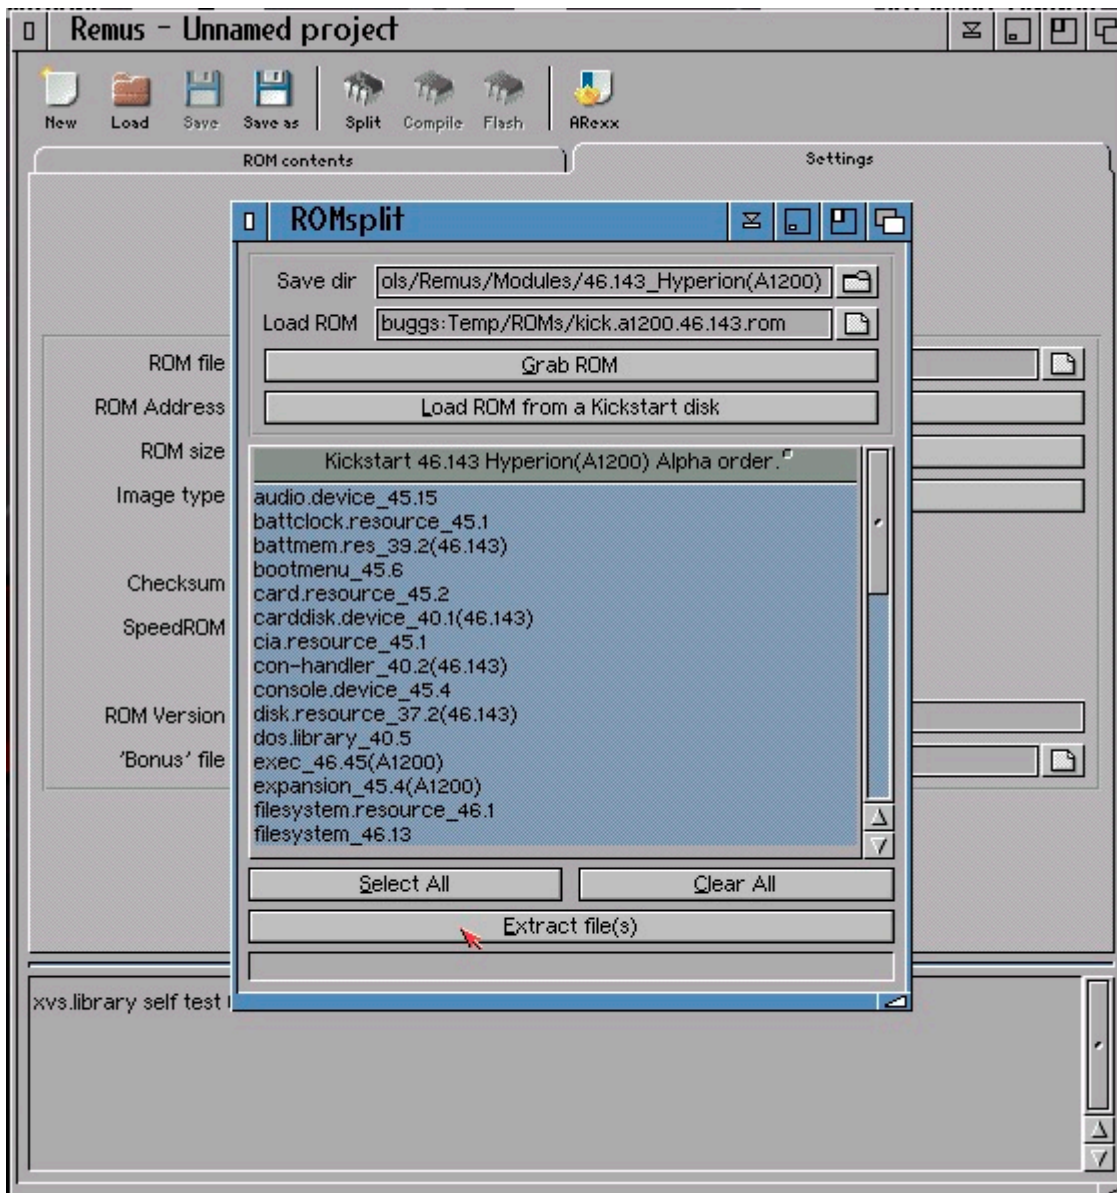 Remus - Unnamed project
New Load Save Save as Split Compile Flash ARexx
ROM contents Settings
ROMsplit
Save dir ols/Remus/Modules/46.143_Hyperion(A1200)
Load ROM buggs:Temp/ROMs/kick.a1200.46.143.rom
Grab ROM
Load ROM from a Kickstart disk
ROM file
ROM Address
ROM size
Image type
Checksum
SpeedROM
ROM Version
'Bonus' file
Kickstart 46.143 Hyperion(A1200) Alpha order.
audio.device_45.15
battclock.resource_45.1
battmem.res_39.2(46.143)
bootmenu_45.6
card.resource_45.2
carddisk.device_40.1(46.143)
cia.resource_45.1
con-handler_40.2(46.143)
console.device_45.4
disk.resource_37.2(46.143)
dos.library_40.5
exec_46.45(A1200)
expansion_45.4(A1200)
filesystem.resource_46.1
filesystem_46.13
Select All Clear All
Extract file(s)
xvs.library self test